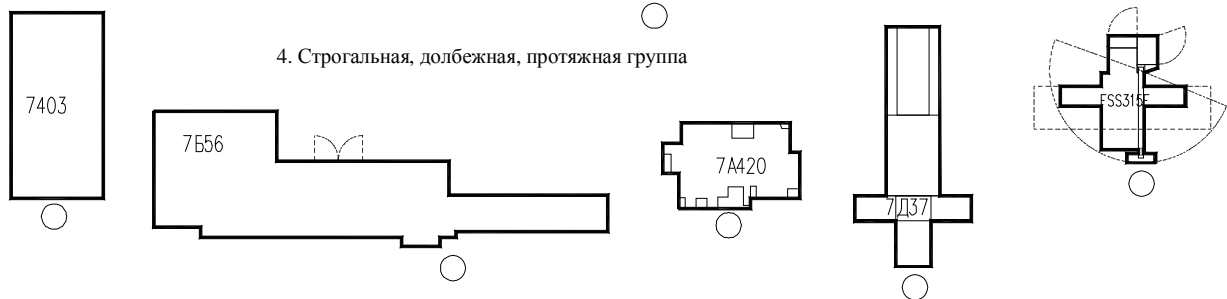 4. Строгальная, долбежная, протяжная группа
7403
7Б56
7А420
7Д37
FSS315E